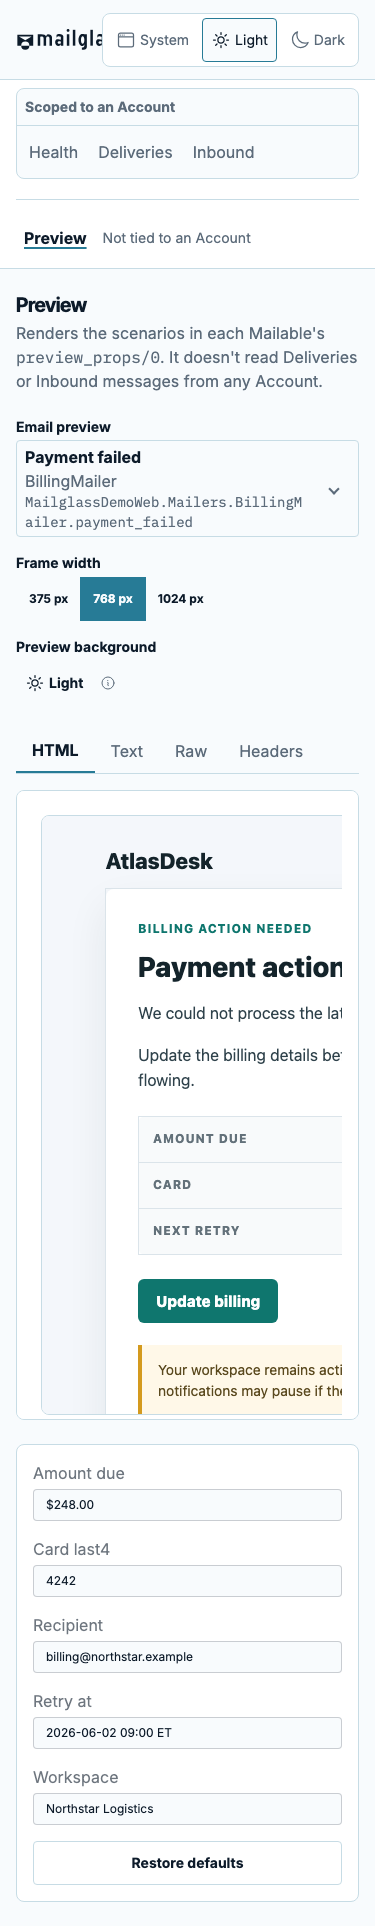 mailgla
System
Light
Dark
Scoped to an Account
Health
Deliveries
Inbound
Preview
Not tied to an Account
Preview
Renders the scenarios in each Mailable's
preview_props/0. It doesn't read Deliveries
or Inbound messages from any Account.
Email preview
Payment failed
BillingMailer
MailglassDemoWeb.Mailers.BillingM
ailer.payment_failed
Frame width
375 px
768 px
1024 px
Preview background
Light
HTML
Text
Raw
Headers
AtlasDesk
BILLING ACTION NEEDED
Payment action
We could not process the lat
Update the billing details bef
flowing.
AMOUNT DUE
CARD
NEXT RETRY
Update billing
Your workspace remains acti
notifications may pause if the
Amount due
$248.00
Card last4
4242
Recipient
billing@northstar.example
Retry at
2026-06-02 09:00 ET
Workspace
Northstar Logistics
Restore defaults